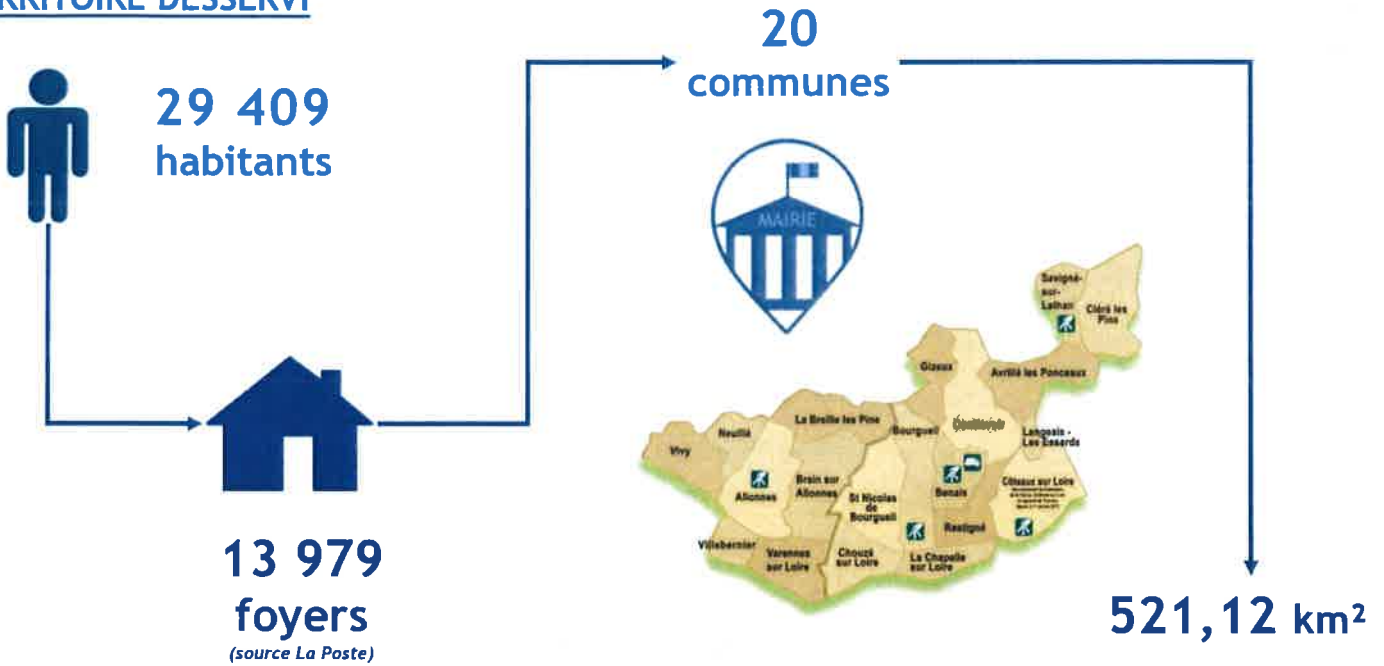 RRITOIRE DESSERVI
29 409
habitants
20
communes
MAIRIE
13 979
foyers
(source La Poste)
521,12 km²
Savigné-
sur-
Lathan
Cléré les
Pins
Gizeux
Avrillé les Ponceaux
La Breille les Pins
Bourgueil
Langeais -
Les Essards
Neuillé
Vivy
Allonnes
Brain sur
Allonnes
St Nicolas
de
Bourgueil
Benais
Côteaux sur Loire
Restigné
Villebernier
Varennes
sur Loire
Chouzé
sur Loire
La Chapelle
sur Loire